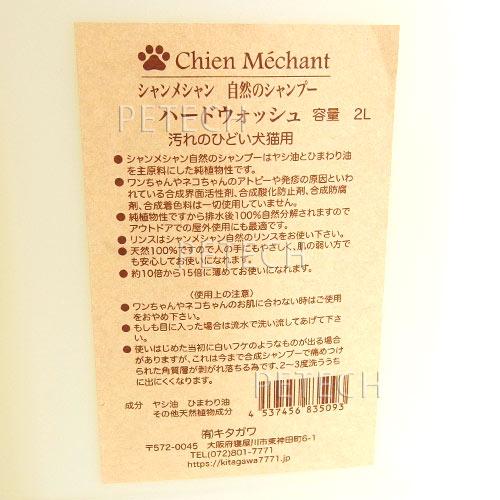 Chien Méchant
シャンメシャン 自然のシャンプー
ハードウォッシュ 容量 2L
汚れのひどい犬猫用
● シャンメシャン自然のシャンプーはヤシ油とひまわり油
を主原料にした純植物性です。
● ワンちゃんやネコちゃんのアトピーや発疹の原因といわ
れている合成界面活性剤、合成酸化防止剤、合成防腐
剤、合成着色料は一切使用していません。
● 純植物性ですから排水後100%自然分解されますので
アウトドアでの屋外使用にも最適です。
● リンスはシャンメシャン自然のリンスをお使い下さい。
● 天然100%ですので人の手にもやさしく、肌の弱い方で
も安心してお使いになれます。
● 約10倍から15倍に薄めてお使いになれます。
(使用上の注意)
● ワンちゃんやネコちゃんのお肌に合わない時はご使用
をおやめ下さい。
● もしも目に入った場合は流水で洗い流してあげて下さ
い。
● 使いはじめた当初に白いフケのようなものが出る場合
がありますが、これは今まで合成シャンプーで痛めつけ
られた角質層が剥がれ落ちる為です、2～3度洗ううち
に出にくくなります。
成分 ヤシ油 ひまわり油
その他天然植物成分
4 537456 835093
㈲キタガワ
〒572-0045 大阪府寝屋川市東神田町6-1
TEL(072)801-7771
https://kitagawa7771.jp
PETECH
PETECH
PETECH
PETECH